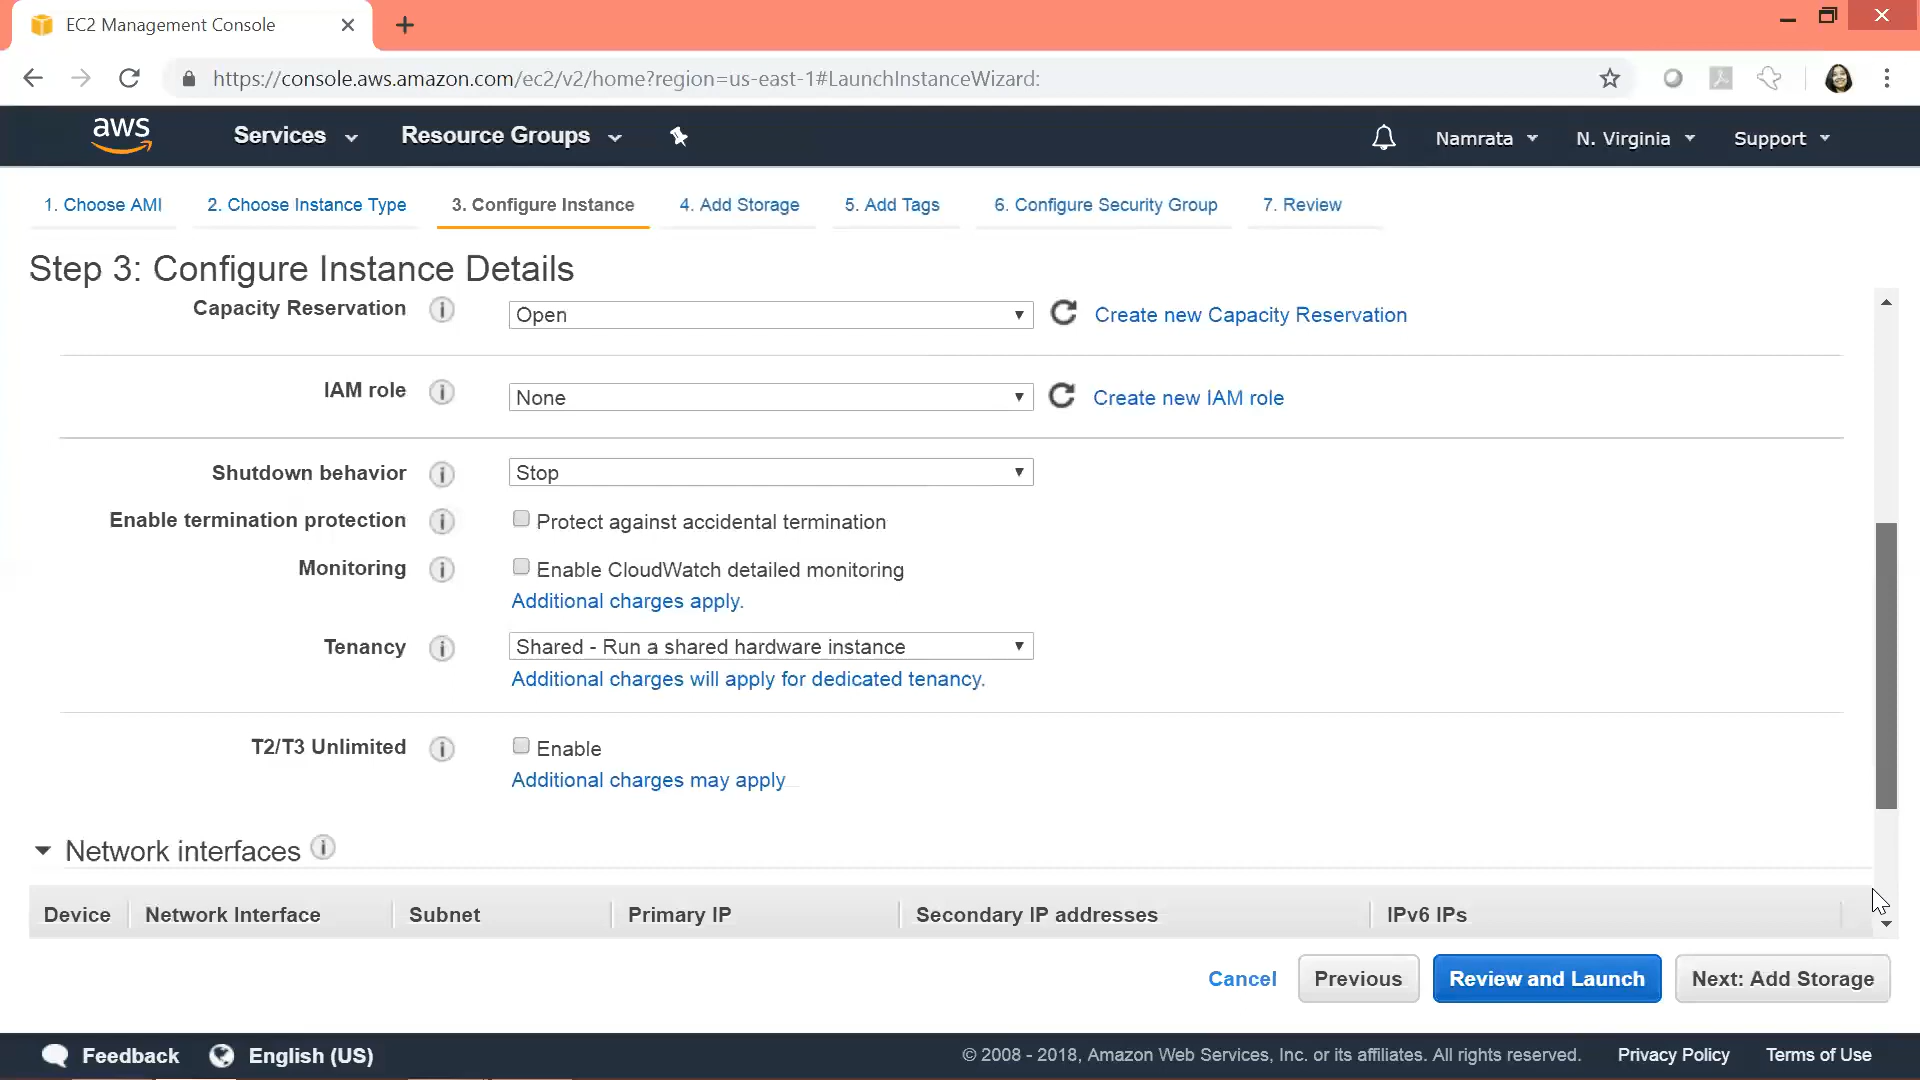 EC2 Management Console
https://console.aws.amazon.com/ec2/v2/home?region=us-east-1#LaunchInstanceWizard:
aws Services Resource Groups Namrata N. Virginia Support
1. Choose AMI 2. Choose Instance Type 3. Configure Instance 4. Add Storage 5. Add Tags 6. Configure Security Group 7. Review
Step 3: Configure Instance Details
Capacity Reservation Open Create new Capacity Reservation
IAM role None Create new IAM role
Shutdown behavior Stop
Enable termination protection Protect against accidental termination
Monitoring Enable CloudWatch detailed monitoring
Additional charges apply.
Tenancy Shared - Run a shared hardware instance
Additional charges will apply for dedicated tenancy.
T2/T3 Unlimited Enable
Additional charges may apply
Network interfaces
Device Network Interface Subnet Primary IP Secondary IP addresses IPv6 IPs
Cancel Previous Review and Launch Next: Add Storage
Feedback English (US) © 2008 - 2018, Amazon Web Services, Inc. or its affiliates. All rights reserved. Privacy Policy Terms of Use